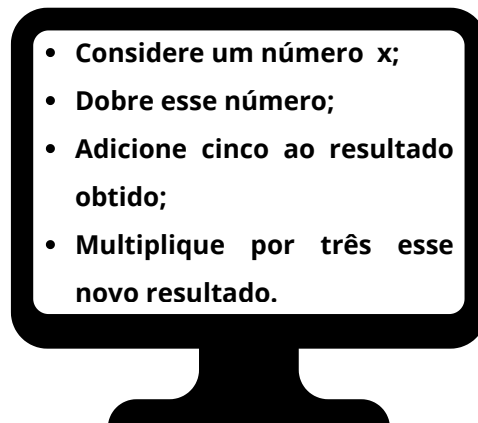 • Considere um número x;
• Dobre esse número;
• Adicione cinco ao resultado
obtido;
• Multiplique por três esse
novo resultado.